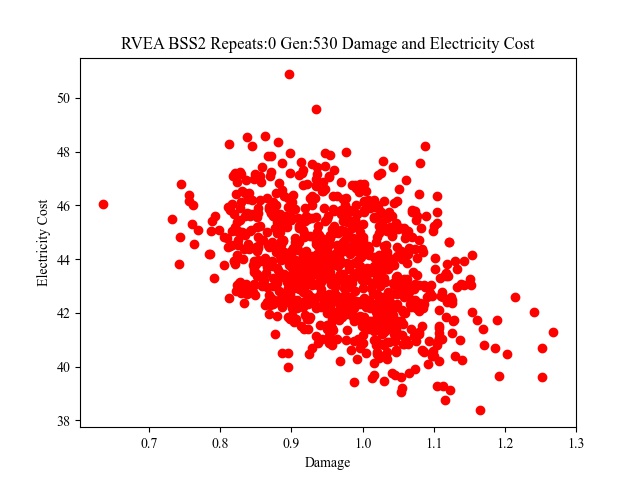 RVEA BSS2 Repeats:0 Gen:530 Damage and Electricity Cost
50
48
46
44
42
40
38
Electricity Cost
0.7 0.8 0.9 1.0 1.1 1.2 1.3
Damage